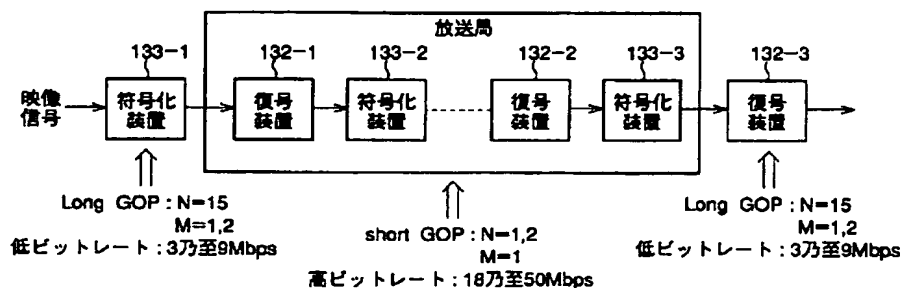 放送局
133-1
132-1
133-2
132-2
133-3
132-3
映像
信号
符号化
装置
復号
装置
符号化
装置
復号
装置
符号化
装置
復号
装置
Long GOP : N=15
M=1,2
低ビットレート : 3乃至9Mbps
short GOP : N=1,2
M=1
高ビットレート : 18乃至50Mbps
Long GOP : N=15
M=1,2
低ビットレート : 3乃至9Mbps